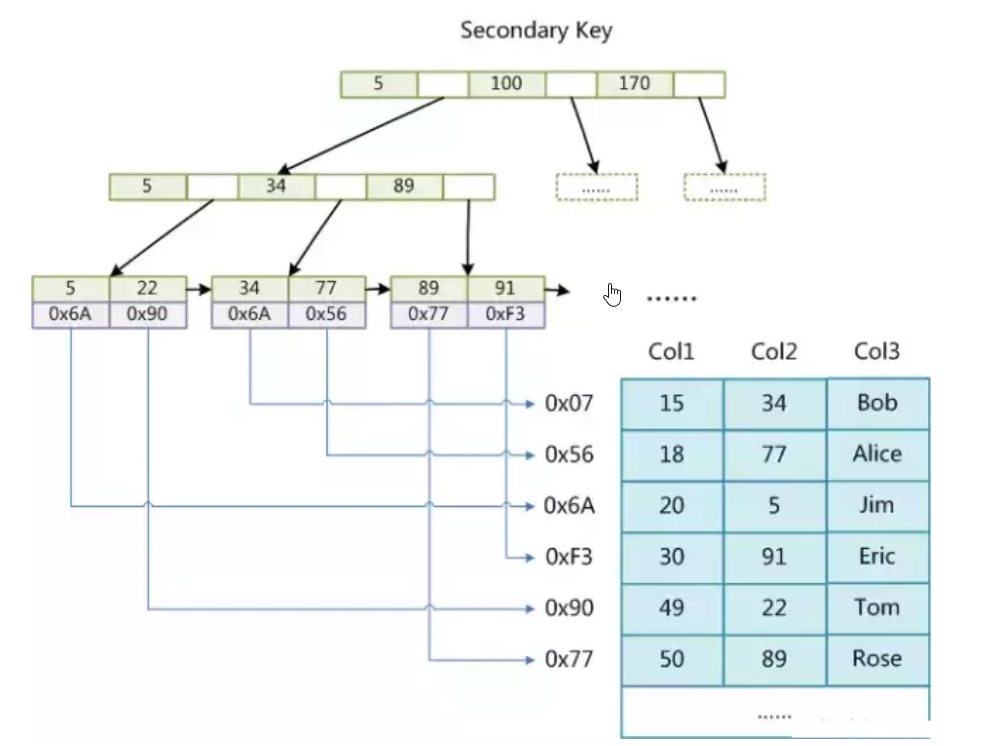 Secondary Key
5 100 170
5 34 89
...... ......
5 22 34 77 89 91
0x6A 0x90 0x6A 0x56 0x77 0xF3
......
Col1 Col2 Col3
0x07 15 34 Bob
0x56 18 77 Alice
0x6A 20 5 Jim
0xF3 30 91 Eric
0x90 49 22 Tom
0x77 50 89 Rose
......